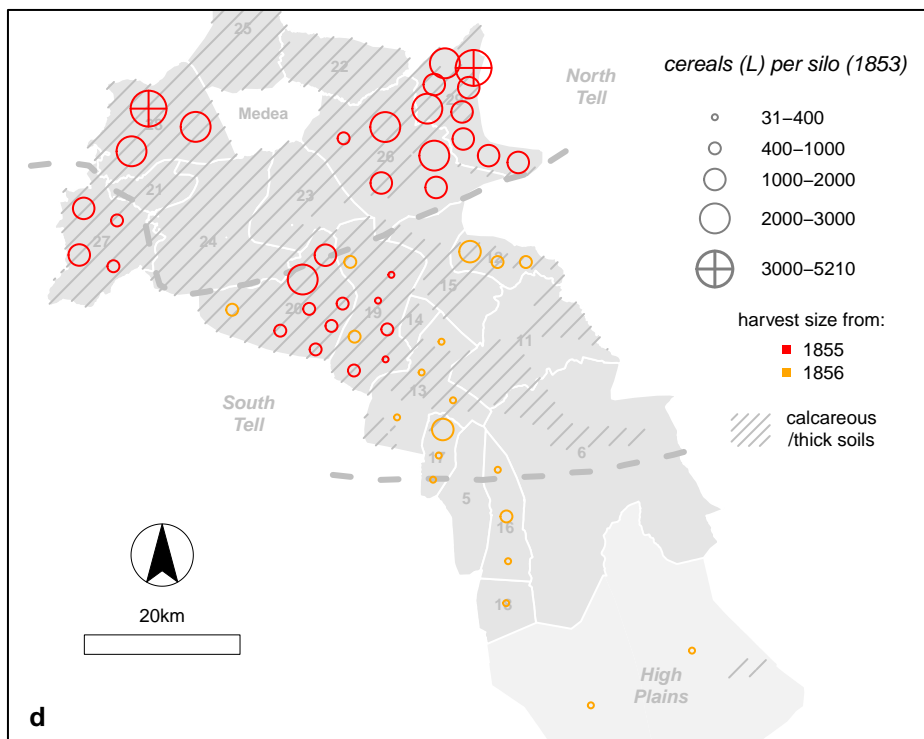 25
22
cereals (L) per silo (1853)
North
Tell
Medea
31–400
400–1000
26
1000–2000
21
23
2000–3000
27
24
3000–5210
12
15
20
19
14
harvest size from:
11
1855
1856
13
South
Tell
calcareous
/thick soils
17
6
5
16
20km
18
High
Plains
d